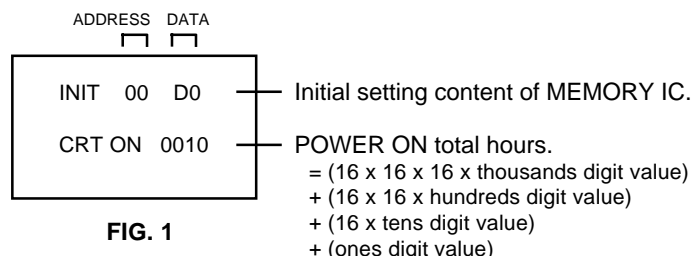 ADDRESS DATA
INIT 00 D0 Initial setting content of MEMORY IC.
CRT ON 0010 POWER ON total hours.
= (16 x 16 x 16 x thousands digit value)
+ (16 x 16 x hundreds digit value)
+ (16 x tens digit value)
+ (ones digit value)
FIG. 1